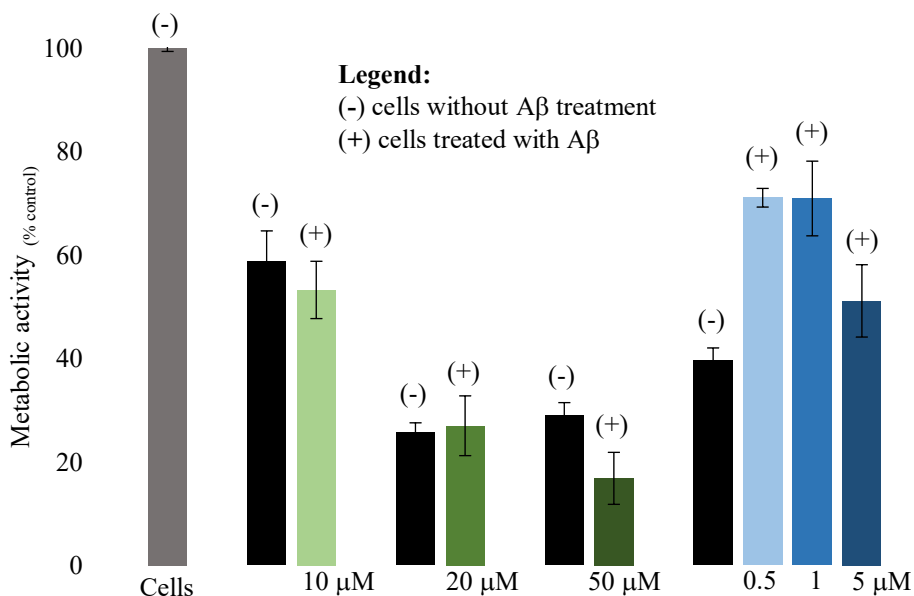 (-)
100
Legend:
(-) cells without Aβ treatment
(+) cells treated with Aβ
80
(+)
(+)
(-)
(+)
60
(+)
(-)
40
(-)
(+)
(-)
(+)
20
0
Metabolic activity (% control)
Cells
10 μM
20 μM
50 μM
0.5
1
5 μM